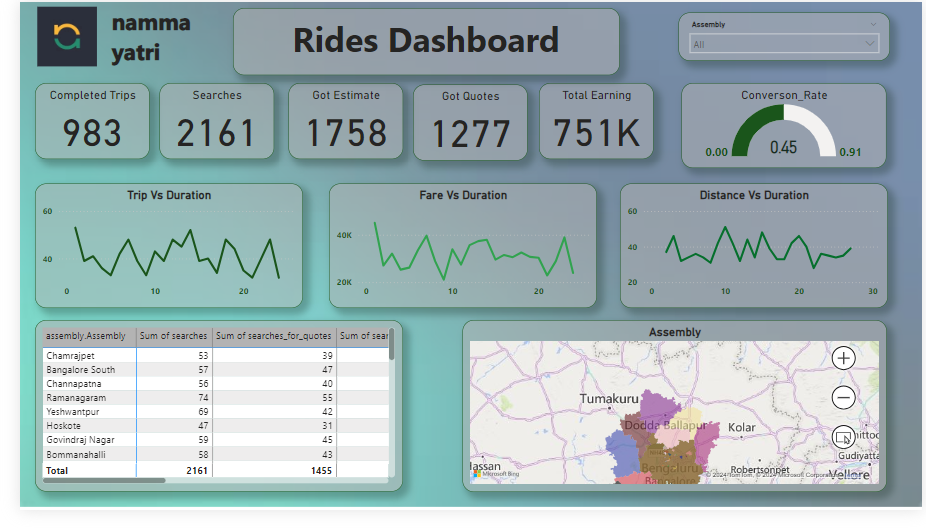 namma
yatri
Rides Dashboard
Assembly
All
Completed Trips
983
Searches
2161
Got Estimate
1758
Got Quotes
1277
Total Earning
751K
Converson_Rate
0.00
0.45
0.91
Trip Vs Duration
60
40
0 10 20
Fare Vs Duration
40K
20K
0 10 20
Distance Vs Duration
60
40
20
0 10 20 30
assembly.Assembly Sum of searches Sum of searches_for_quotes Sum of sear
Chamrajpet 53 39
Bangalore South 57 47
Channapatna 56 40
Ramanagaram 74 55
Yeshwantpur 69 42
Hoskote 47 31
Govindraj Nagar 59 45
Bommanahalli 58 43
Total 2161 1455
Assembly
Tumakuru
Dodda Ballapur
Kolar
hittoo
Gudiyatta
Bengaluru
Bangalore
Robertsonpet
Vellore
assan
Microsoft Bing
© 2024 TomTom, © 2024 Microsoft Corporation